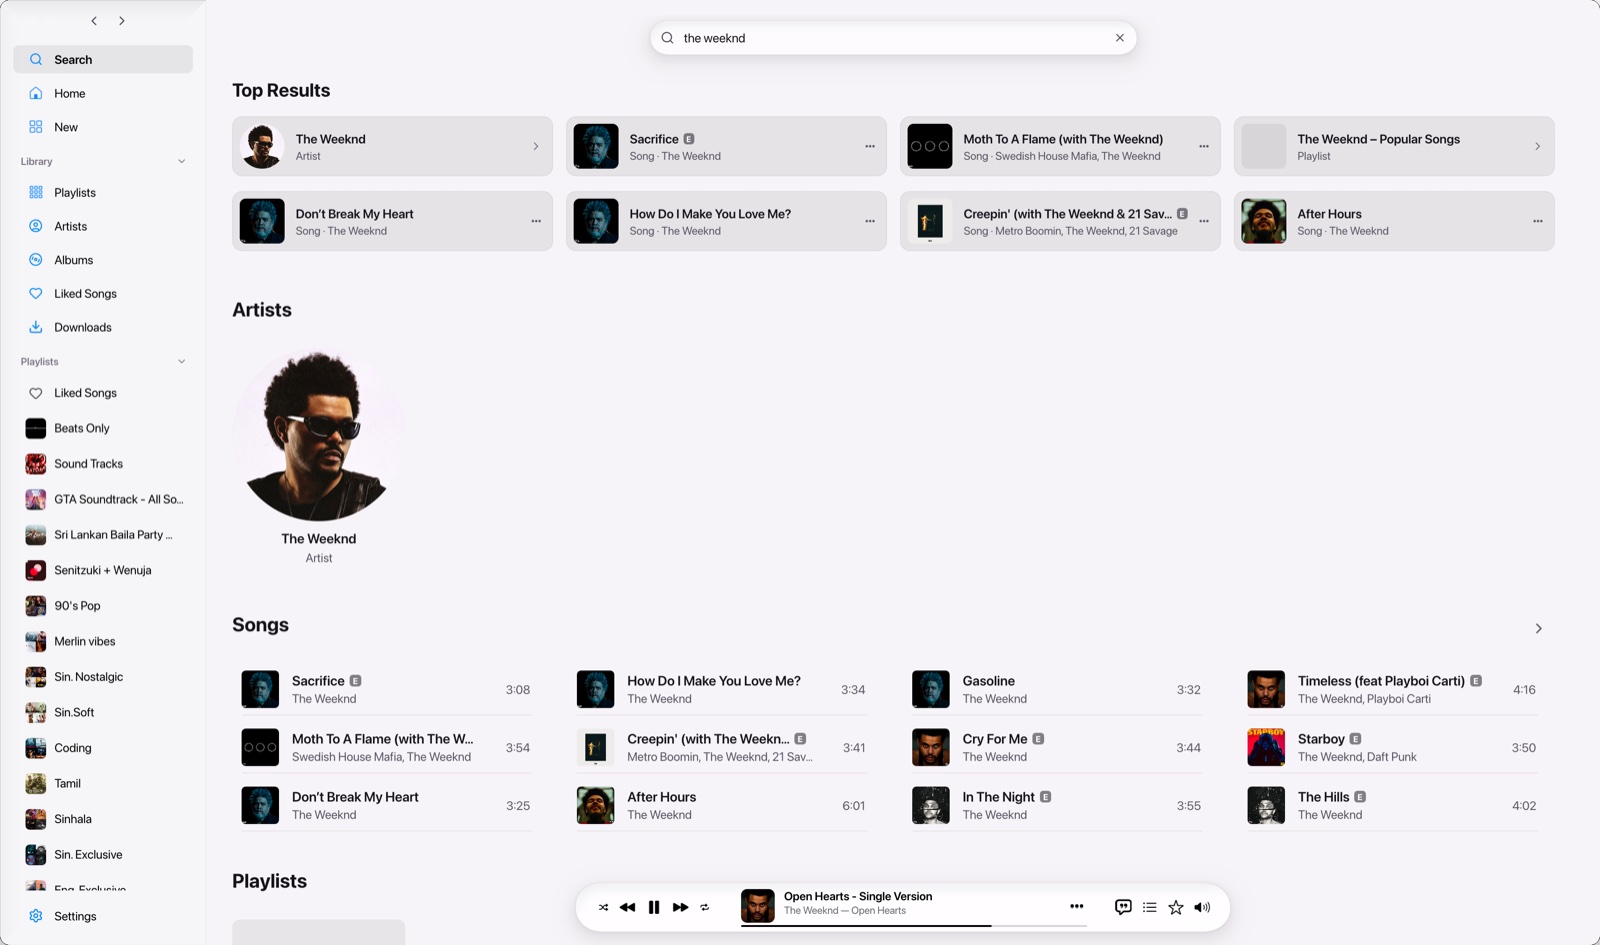 Search
Home
New
Library
Playlists
Artists
Albums
Liked Songs
Downloads
Playlists
Liked Songs
Beats Only
Sound Tracks
GTA Soundtrack - All So...
Sri Lankan Baila Party ...
Senitzuki + Wenuja
90's Pop
Merlin vibes
Sin. Nostalgic
Sin.Soft
Coding
Tamil
Sinhala
Sin. Exclusive
Eng. Exclusive
Settings
the weeknd
Top Results
The Weeknd
Artist
Sacrifice E
Song · The Weeknd
Moth To A Flame (with The Weeknd)
Song · Swedish House Mafia, The Weeknd
The Weeknd – Popular Songs
Playlist
Don’t Break My Heart
Song · The Weeknd
How Do I Make You Love Me?
Song · The Weeknd
Creepin' (with The Weeknd & 21 Sav... E
Song · Metro Boomin, The Weeknd, 21 Savage
After Hours
Song · The Weeknd
Artists
The Weeknd
Artist
Songs
Sacrifice E
The Weeknd
3:08
How Do I Make You Love Me?
The Weeknd
3:34
Gasoline
The Weeknd
3:32
Timeless (feat Playboi Carti) E
The Weeknd, Playboi Carti
4:16
Moth To A Flame (with The W...
Swedish House Mafia, The Weeknd
3:54
Creepin' (with The Weekn... E
Metro Boomin, The Weeknd, 21 Sav...
3:41
Cry For Me E
The Weeknd
3:44
STARBOY
Starboy E
The Weeknd, Daft Punk
3:50
Don’t Break My Heart
The Weeknd
3:25
After Hours
The Weeknd
6:01
In The Night E
The Weeknd
3:55
The Hills E
The Weeknd
4:02
Playlists
Open Hearts - Single Version
The Weeknd — Open Hearts